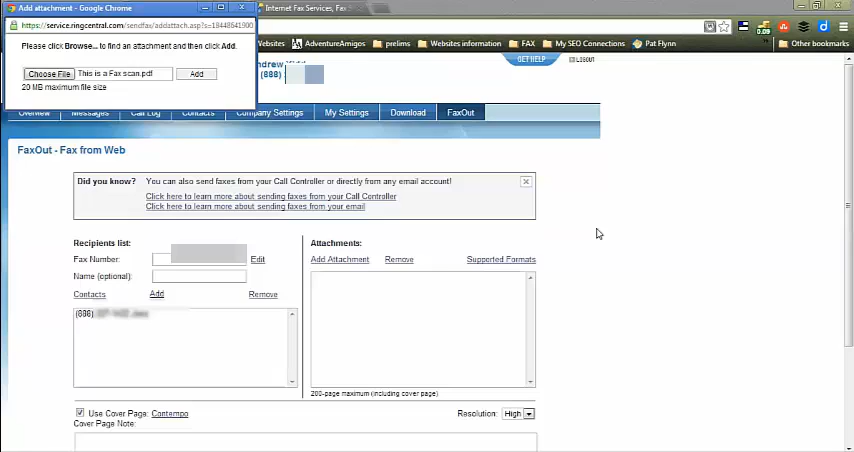 Add attachment - Google Chrome
Internet Fax Services, Fax
https://service.ringcentral.com/sendfax/addattach.asp?s=18448641900
Please click Browse... to find an attachment and then click Add.
Choose File This is a Fax scan.pdf Add
20 MB maximum file size
Websites AdventureAmigos prelims Websites information FAX My SEO Connections Pat Flynn Other bookmarks
0.09
(888)
GET HELP LOGOUT
Overview Messages Call Log Contacts Company Settings My Settings Download FaxOut
FaxOut - Fax from Web
Did you know? You can also send faxes from your Call Controller or directly from any email account!
Click here to learn more about sending faxes from your Call Controller
Click here to learn more about sending faxes from your email
Recipients list: Attachments:
Fax Number: Edit Add Attachment Remove Supported Formats
Name (optional):
Contacts Add Remove
(888)
200-page maximum (including cover page)
Use Cover Page: Contempo Resolution: High
Cover Page Note: